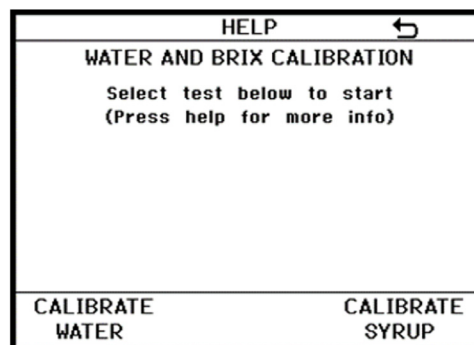 HELP
WATER AND BRIX CALIBRATION
Select test below to start
(Press help for more info)
CALIBRATE WATER
CALIBRATE SYRUP